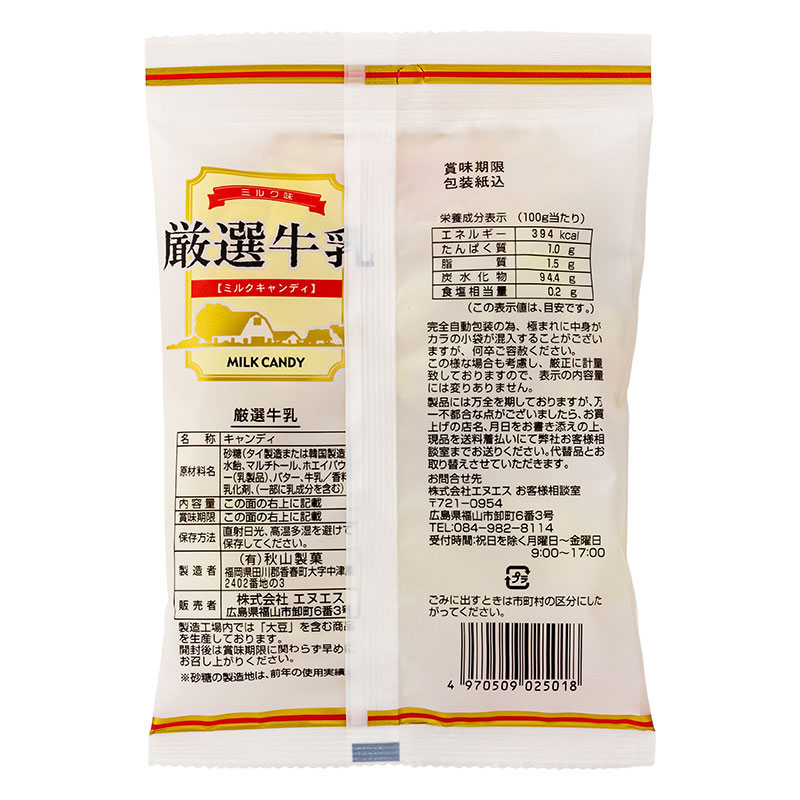 ミルク味
厳選牛乳
【ミルクキャンディ】
MILK CANDY
厳選牛乳
名 称 キャンディ
原材料名 砂糖(タイ製造または韓国製造
水飴、マルチトール、ホエイパウ
ー(乳製品)、バター、牛乳/香料
乳化剤、(一部に乳成分を含む)
内容量 この面の右上に記載
賞味期限 この面の右上に記載
保存方法 直射日光、高温多湿を避けて
保存してください。
製造者 (有)秋山製菓
福岡県田川郡香春町大字中津
2402番地の3
販売者 株式会社 エヌエス
広島県福山市卸町6番3号
製造工場内では「大豆」を含む商品
を生産しております。
開封後は賞味期限に関わらず早めに
お召し上がりください。
※砂糖の製造地は、前年の使用実績
賞味期限
包装紙込
栄養成分表示 (100g当たり)
エネルギー 394 kcal
たんぱく質 1.0 g
脂質 1.5 g
炭水化物 94.4 g
食塩相当量 0.2 g
(この表示値は、目安です。)
完全自動包装の為、極まれに中身が
カラの小袋が混入することがござい
ますが、何卒ご容赦ください。
この様な場合も考慮し、厳正に計量
致しておりますので、表示の内容量
には変りありません。
製品には万全を期しておりますが、万
一不都合な点がございましたら、お買
上げの店名、月日をお書き添えの上、
現品を送料着払いにて弊社お客様相
談室までお送りください。代替品とお
取り替えさせていただきます。
お問合せ先
株式会社エヌエス お客様相談室
〒721-0954
広島県福山市卸町6番3号
TEL:084-982-8114
受付時間:祝日を除く月曜日~金曜日
9:00~17:00
プラ
ごみに出すときは市町村の区分にした
がってください。
4 970509 025018